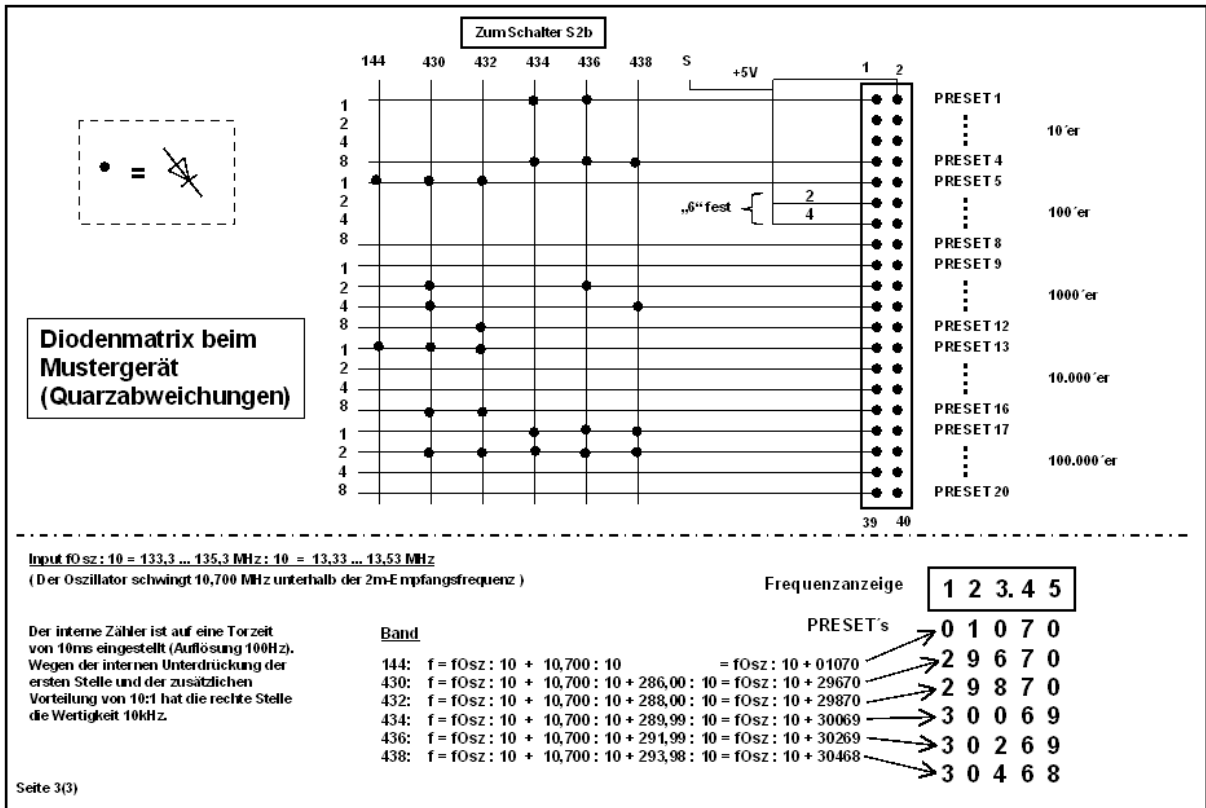 Zum Schalter S2b
144 430 432 434 436 438 S
+5V
1 2
1
2
4
8
1
2
4
8
1
2
4
8
1
2
4
8
1
2
4
8
=
„6“ fest
2
4
PRESET 1
10´er
PRESET 4
PRESET 5
100´er
PRESET 8
PRESET 9
1000´er
PRESET 12
PRESET 13
10.000´er
PRESET 16
PRESET 17
100.000´er
PRESET 20
39 40
Diodenmatrix beim
Mustergerät
(Quarzabweichungen)
Input fOsz : 10 = 133,3 ... 135,3 MHz : 10 = 13,33 ... 13,53 MHz
( Der Oszillator schwingt 10,700 MHz unterhalb der 2m-Empfangsfrequenz )
Der interne Zähler ist auf eine Torzeit
von 10ms eingestellt (Auflösung 100Hz).
Wegen der internen Unterdrückung der
ersten Stelle und der zusätzlichen
Vorteilung von 10:1 hat die rechte Stelle
die Wertigkeit 10kHz.
Band
144: f = fOsz : 10 + 10,700 : 10 = fOsz : 10 + 01070
430: f = fOsz : 10 + 10,700 : 10 + 286,00 : 10 = fOsz : 10 + 29670
432: f = fOsz : 10 + 10,700 : 10 + 288,00 : 10 = fOsz : 10 + 29870
434: f = fOsz : 10 + 10,700 : 10 + 289,99 : 10 = fOsz : 10 + 30069
436: f = fOsz : 10 + 10,700 : 10 + 291,99 : 10 = fOsz : 10 + 30269
438: f = fOsz : 10 + 10,700 : 10 + 293,98 : 10 = fOsz : 10 + 30468
Frequenzanzeige
1 2 3. 4 5
PRESET´s
0 1 0 7 0
2 9 6 7 0
2 9 8 7 0
3 0 0 6 9
3 0 2 6 9
3 0 4 6 8
Seite 3(3)